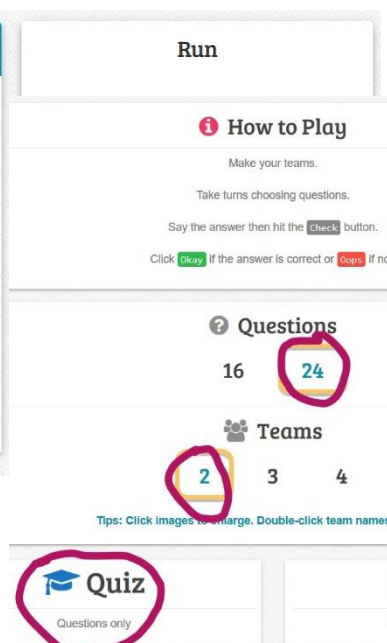 Run
How to Play
Make your teams.
Take turns choosing questions.
Say the answer then hit the Check button.
Click Okay if the answer is correct or Oops if
Questions
16 24
Teams
2 3 4
Tips: Click images to enlarge. Double-click team names
Quiz
Questions only